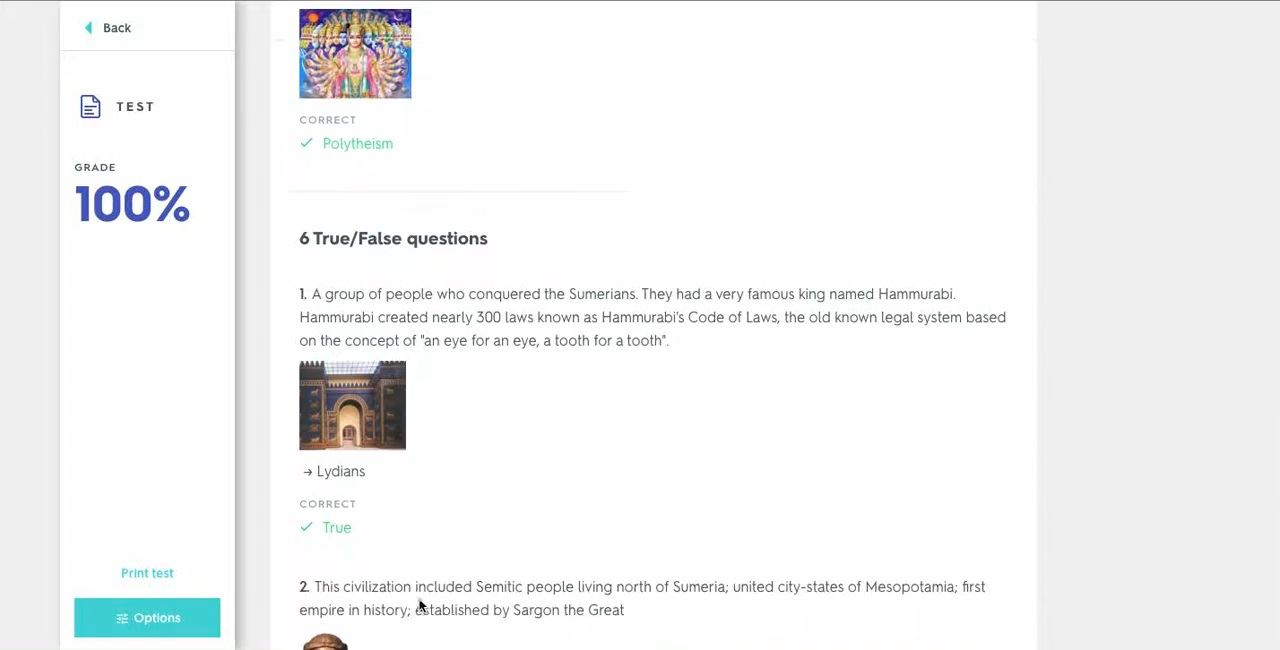 Back
TEST
GRADE
100%
Print test
Options
CORRECT
✓ Polytheism
6 True/False questions
1. A group of people who conquered the Sumerians. They had a very famous king named Hammurabi.
Hammurabi created nearly 300 laws known as Hammurabi's Code of Laws, the old known legal system based
on the concept of "an eye for an eye, a tooth for a tooth".
→ Lydians
CORRECT
✓ True
2. This civilization included Semitic people living north of Sumeria; united city-states of Mesopotamia; first
empire in history; established by Sargon the Great